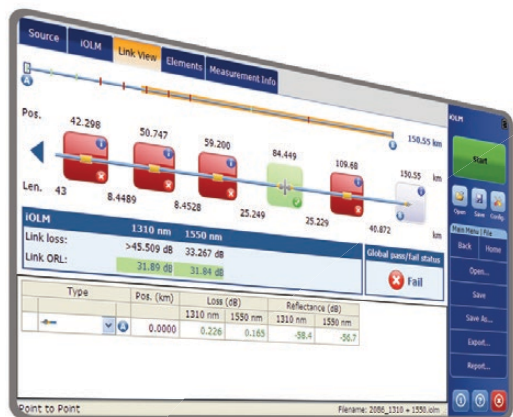 Source iOLM Link View Elements Measurement Info
iOLM
150.55 km
Pos. 42.298 50.747 59.200 84.449 109.68 150.55 km
Len. 43 8.4489 8.4528 25.249 25.229 40.872 km
Start
Open Save Config.
Main Menu File
Back Home
Open...
Save
Save As...
Export...
Report...
iOLM
1310 nm 1550 nm
Link loss: >45.509 dB 33.267 dB
Link ORL: 31.89 dB 31.84 dB
Global pass/fail status
Fail
Type Pos. (km) Loss (dB) Reflectance (dB)
1310 nm 1550 nm 1310 nm 1550 nm
A 0.0000 0.226 0.165 -58.4 -56.7
Point to Point Filename: 2086_1310 + 1550.iolm